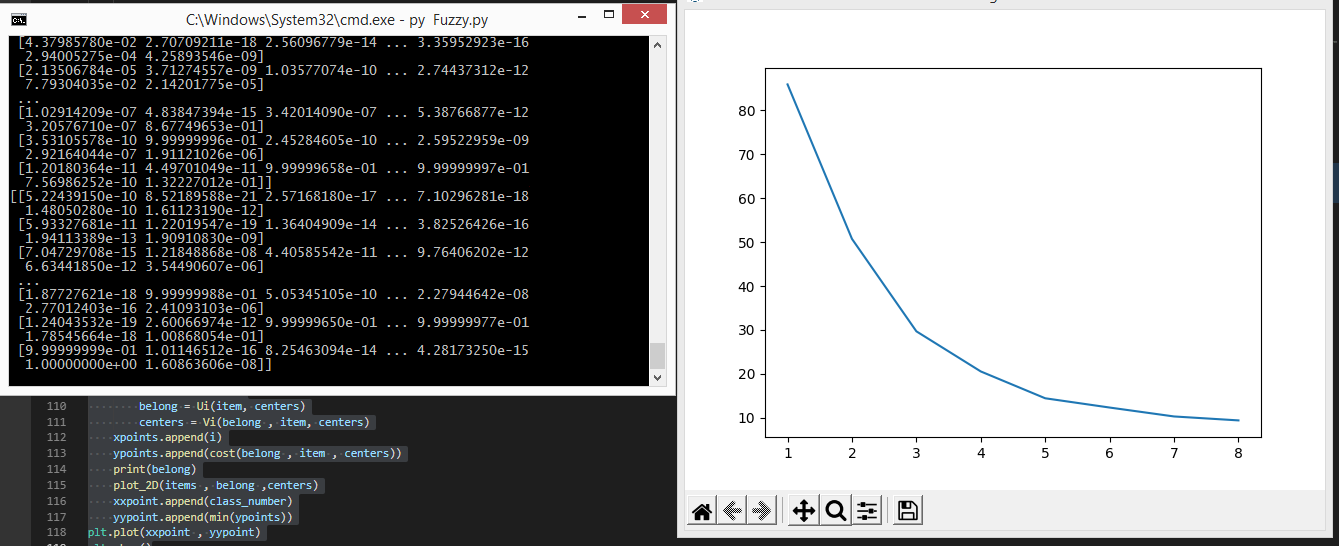 C:\Windows\System32\cmd.exe - py  Fuzzy.py
[4.37985780e-02 2.70709211e-18 2.56096779e-14 ... 3.35952923e-16
2.94005275e-04 4.25893546e-09]
[2.13506784e-05 3.71274557e-09 1.03577074e-10 ... 2.74437312e-12
7.79304035e-02 2.14201775e-05]
...
[1.02914209e-07 4.83847394e-15 3.42014090e-07 ... 5.38766877e-12
3.20576710e-07 8.67749653e-01]
[3.53105578e-10 9.99999996e-01 2.45284605e-10 ... 2.59522959e-09
2.92164044e-07 1.91121026e-06]
[1.20180364e-11 4.49701049e-11 9.99999658e-01 ... 9.99999997e-01
7.56986252e-10 1.32227012e-01]]
[[5.22439150e-10 8.52189588e-21 2.57168180e-17 ... 7.10296281e-18
1.48050280e-10 1.61123190e-12]
[5.93327681e-11 1.22019547e-19 1.36404909e-14 ... 3.82526426e-16
1.94113389e-13 1.90910830e-09]
[7.04729708e-15 1.21848868e-08 4.40585542e-11 ... 9.76406202e-12
6.63441850e-12 3.54490607e-06]
...
[1.87727621e-18 9.99999988e-01 5.05345105e-10 ... 2.27944642e-08
2.77012403e-16 2.41093103e-06]
[1.24043532e-19 2.60066974e-12 9.99999650e-01 ... 9.99999977e-01
1.78545664e-18 1.00868054e-01]
[9.99999999e-01 1.01146512e-16 8.25463094e-14 ... 4.28173250e-15
1.00000000e+00 1.60863606e-08]]
110 belong = Ui(item, centers)
111 centers = Vi(belong , item, centers)
112 xpoints.append(i)
113 ypoints.append(cost(belong , item , centers))
114 print(belong)
115 plot_2D(items , belong ,centers)
116 xxpoint.append(class_number)
117 yypoint.append(min(ypoints))
118 plt.plot(xxpoint , yypoint)
80
70
60
50
40
30
20
10
1 2 3 4 5 6 7 8